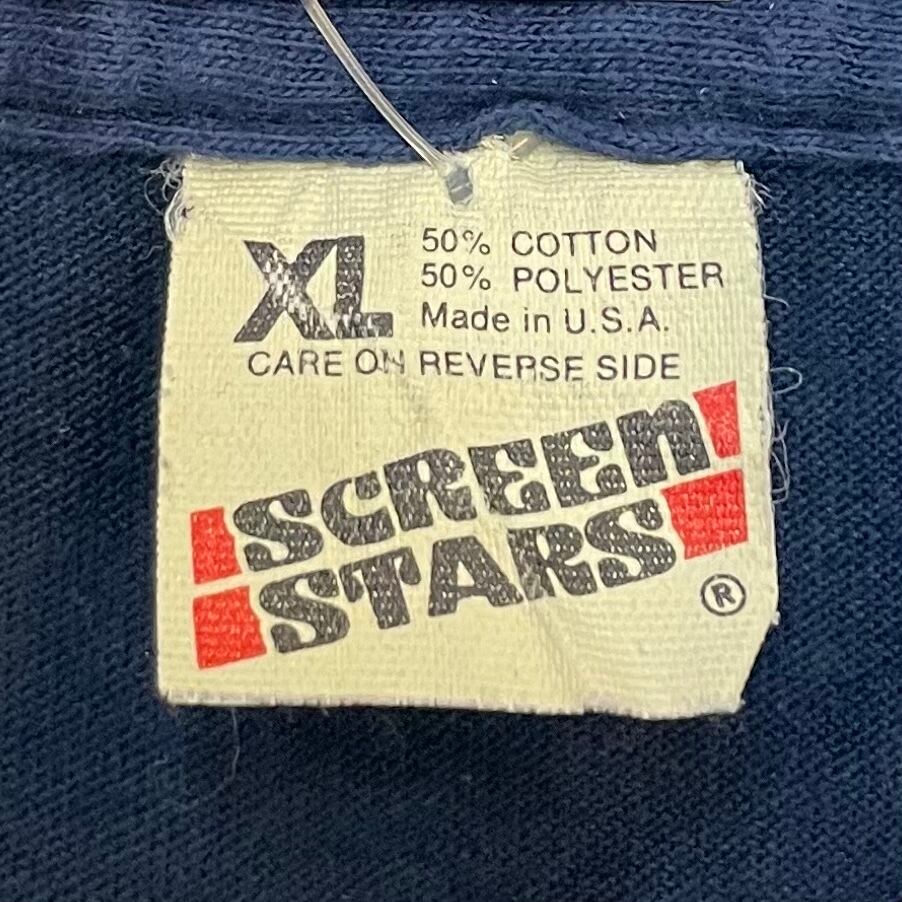 XL
50% COTTON
50% POLYESTER
Made in U.S.A.
CARE ON REVERSE SIDE
SCREEN
STARS
®